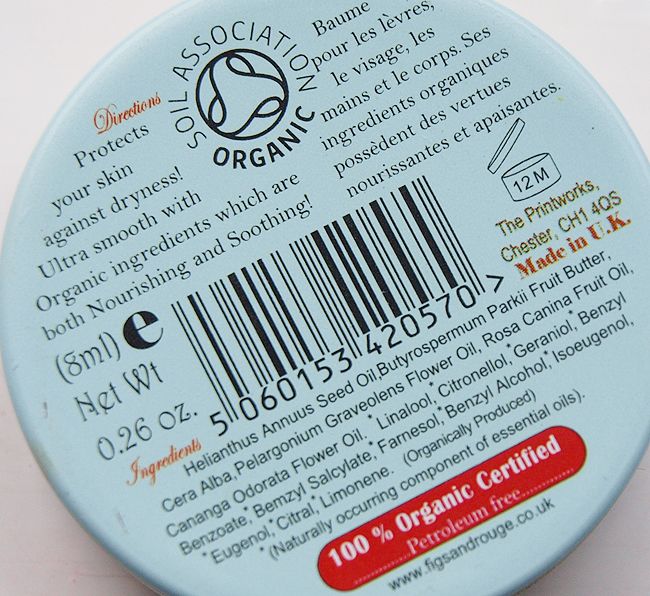 SOIL ASSOCIATION
ORGANIC
Directions
Protects
your skin
against dryness!
Ultra smooth with
Organic ingredients which are
both Nourishing and Soothing!
Baume
pour les lèvres,
le visage, les
mains et le corps. Ses
ingredients organiques
possèdent des vertues
nourissantes et apaisantes.
12M
The Printworks,
Chester, CH1 4QS
Made in U.K.
(8ml) e
Net Wt
0.26 oz.
5 060153 420570 >
Ingredients
Helianthus Annuus Seed Oil,Butyrospermum Parkii Fruit Butter,
Cera Alba,Pelargonium Graveolens Flower Oil, Rosa Canina Fruit Oil,
Cananga Odorata Flower Oil. *Linalool, *Citronellol, *Geraniol, *Benzyl
Benzoate, *Benzyl Salcylate, *Farnesol, *Benzyl Alcohol, *Isoeugenol,
*Eugenol, *Citral, *Limonene. (Organically Produced)
*(Naturally occurring component of essential oils).
100 % Organic Certified
Petroleum free
www.figsandrouge.co.uk